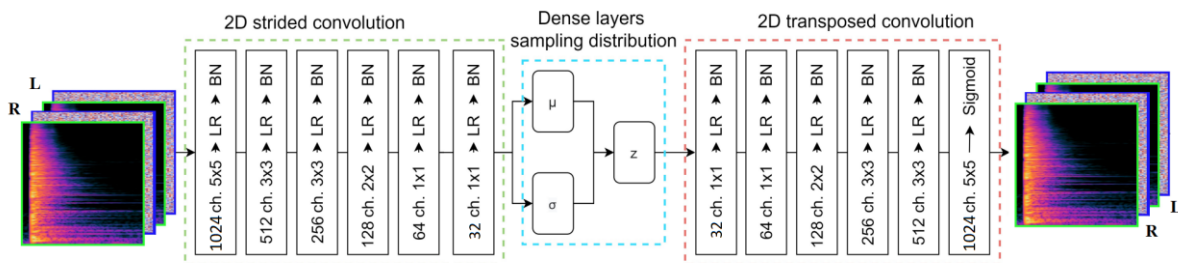 2D strided convolution
Dense layers
sampling distribution
2D transposed convolution
L
R
1024 ch. 5x5 → LR → BN
512 ch. 3x3 → LR → BN
256 ch. 3x3 → LR → BN
128 ch. 2x2 → LR → BN
64 ch. 1x1 → LR → BN
32 ch. 1x1 → LR → BN
μ
σ
z
32 ch. 1x1 → LR → BN
64 ch. 1x1 → LR → BN
128 ch. 2x2 → LR → BN
256 ch. 3x3 → LR → BN
512 ch. 3x3 → LR → BN
1024 ch. 5x5 → Sigmoid
L
R